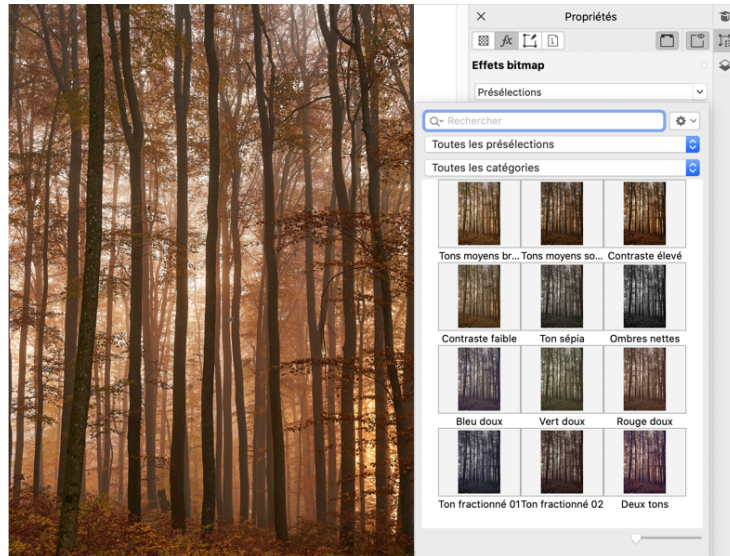 Propriétés
Effets bitmap
Présélections
Rechercher
Toutes les présélections
Toutes les catégories
Tons moyens br... Tons moyens so... Contraste élevé
Contraste faible Ton sépia Ombres nettes
Bleu doux Vert doux Rouge doux
Ton fractionné 01 Ton fractionné 02 Deux tons